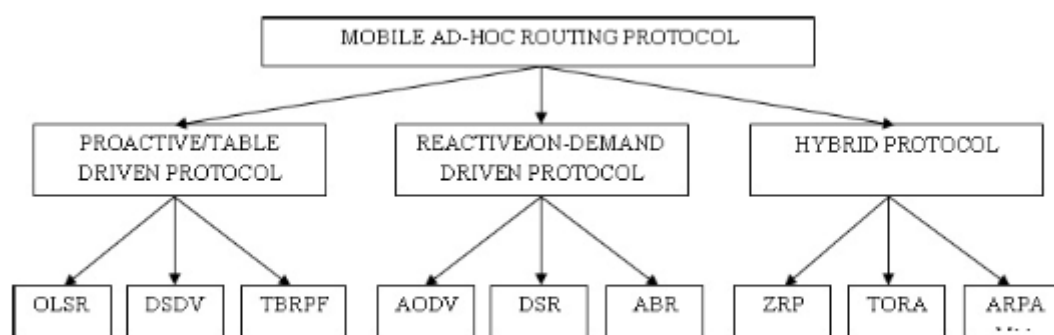 MOBILE AD-HOC ROUTING PROTOCOL
PROACTIVE/TABLE
DRIVEN PROTOCOL
REACTIVE/ON-DEMAND
DRIVEN PROTOCOL
HYBRID PROTOCOL
OLSR
DSDV
TBRPF
AODV
DSR
ABR
ZRP
TORA
ARPA